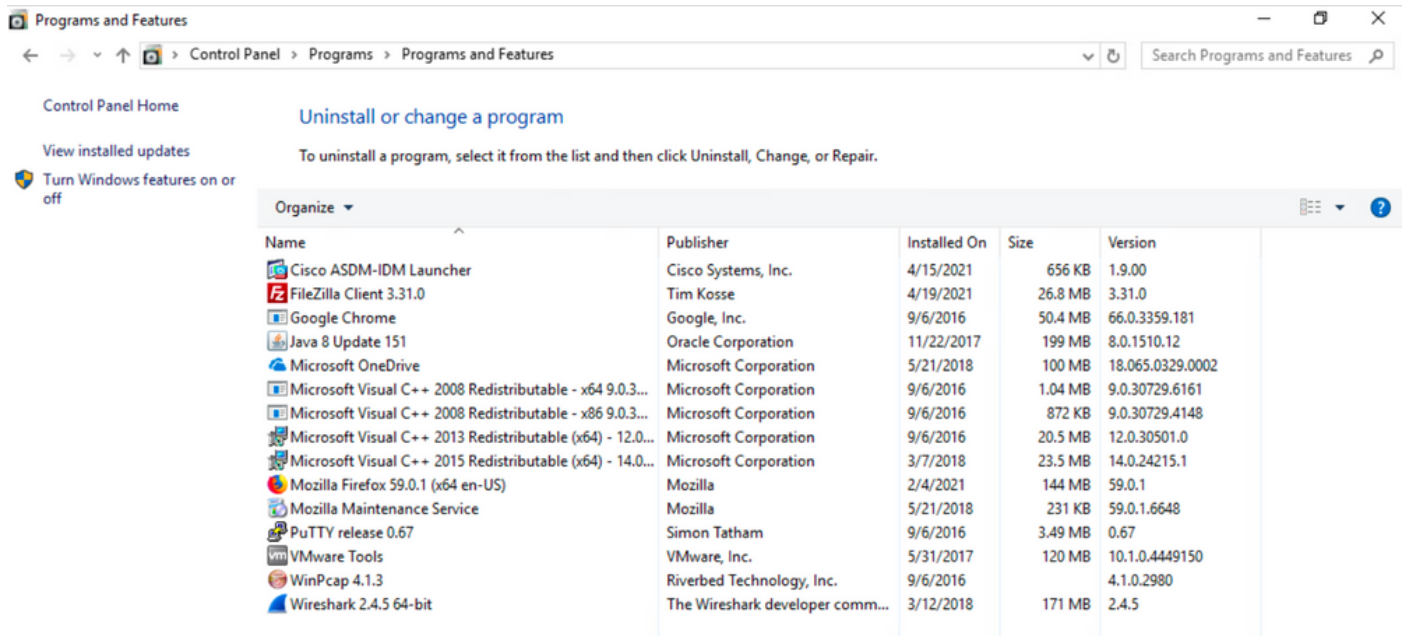 Programs and Features
Control Panel > Programs > Programs and Features
Search Programs and Features
Control Panel Home
View installed updates
Turn Windows features on or
off
Uninstall or change a program
To uninstall a program, select it from the list and then click Uninstall, Change, or Repair.
Organize
Name Publisher Installed On Size Version
Cisco ASDM-IDM Launcher Cisco Systems, Inc. 4/15/2021 656 KB 1.9.00
FileZilla Client 3.31.0 Tim Kosse 4/19/2021 26.8 MB 3.31.0
Google Chrome Google, Inc. 9/6/2016 50.4 MB 66.0.3359.181
Java 8 Update 151 Oracle Corporation 11/22/2017 199 MB 8.0.1510.12
Microsoft OneDrive Microsoft Corporation 5/21/2018 100 MB 18.065.0329.0002
Microsoft Visual C++ 2008 Redistributable - x64 9.0.3... Microsoft Corporation 9/6/2016 1.04 MB 9.0.30729.6161
Microsoft Visual C++ 2008 Redistributable - x86 9.0.3... Microsoft Corporation 9/6/2016 872 KB 9.0.30729.4148
Microsoft Visual C++ 2013 Redistributable (x64) - 12.0... Microsoft Corporation 9/6/2016 20.5 MB 12.0.30501.0
Microsoft Visual C++ 2015 Redistributable (x64) - 14.0... Microsoft Corporation 3/7/2018 23.5 MB 14.0.24215.1
Mozilla Firefox 59.0.1 (x64 en-US) Mozilla 2/4/2021 144 MB 59.0.1
Mozilla Maintenance Service Mozilla 5/21/2018 231 KB 59.0.1.6648
PuTTY release 0.67 Simon Tatham 9/6/2016 3.49 MB 0.67
VMware Tools VMware, Inc. 5/31/2017 120 MB 10.1.0.4449150
WinPcap 4.1.3 Riverbed Technology, Inc. 9/6/2016 4.1.0.2980
Wireshark 2.4.5 64-bit The Wireshark developer comm... 3/12/2018 171 MB 2.4.5